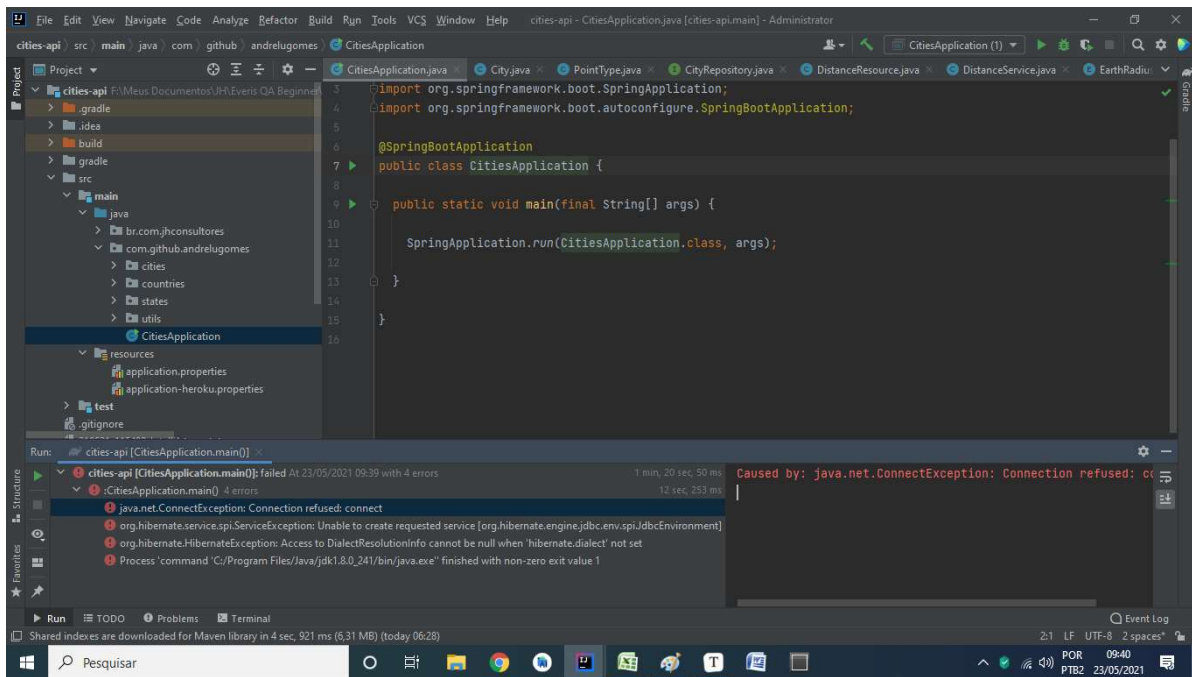 File Edit View Navigate Code Analyze Refactor Build Run Tools VCS Window Help cities-api - CitiesApplication.java [cities-api.main] - Administrator
cities-api src main java com github andrelugomes CitiesApplication
CitiesApplication (1)
Project
CitiesApplication.java City.java PointType.java CityRepository.java DistanceResource.java DistanceService.java EarthRadius
Project
cities-api F:\Meus Documentos\JH\Everis QA Beginner\
.gradle
.idea
build
gradle
src
main
java
br.com.jhconsultores
com.github.andrelugomes
cities
countries
states
utils
CitiesApplication
resources
application.properties
application-heroku.properties
test
.gitignore
3 import org.springframework.boot.SpringApplication;
4 import org.springframework.boot.autoconfigure.SpringBootApplication;
5
6 @SpringBootApplication
7 public class CitiesApplication {
8
9 public static void main(final String[] args) {
10
11 SpringApplication.run(CitiesApplication.class, args);
12
13 }
14
15 }
16
Gradle
Run: cities-api [CitiesApplication.main()]
cities-api [CitiesApplication.main()]: failed At 23/05/2021 09:39 with 4 errors 1 min, 20 sec, 50 ms
:CitiesApplication.main() 4 errors 12 sec, 253 ms
java.net.ConnectException: Connection refused: connect
org.hibernate.service.spi.ServiceException: Unable to create requested service [org.hibernate.engine.jdbc.env.spi.JdbcEnvironment]
org.hibernate.HibernateException: Access to DialectResolutionInfo cannot be null when 'hibernate.dialect' not set
Process 'command 'C:/Program Files/Java/jdk1.8.0_241/bin/java.exe'' finished with non-zero exit value 1
Caused by: java.net.ConnectException: Connection refused: co
Structure
Favorites
Run TODO Problems Terminal Event Log
Shared indexes are downloaded for Maven library in 4 sec, 921 ms (6,31 MB) (today 06:28) 2:1 LF UTF-8 2 spaces*
Pesquisar
POR 09:40
PTB2 23/05/2021